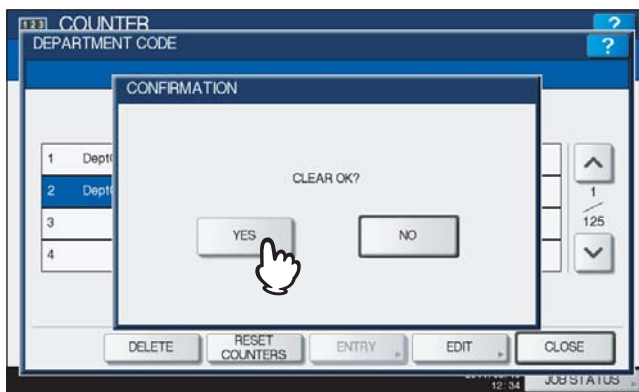 123 COUNTER ?
DEPARTMENT CODE ?
CONFIRMATION
CLEAR OK?
YES NO
1
2
3
4
1
125
DELETE RESET COUNTERS ENTRY EDIT CLOSE
12:34 JOB STATUS